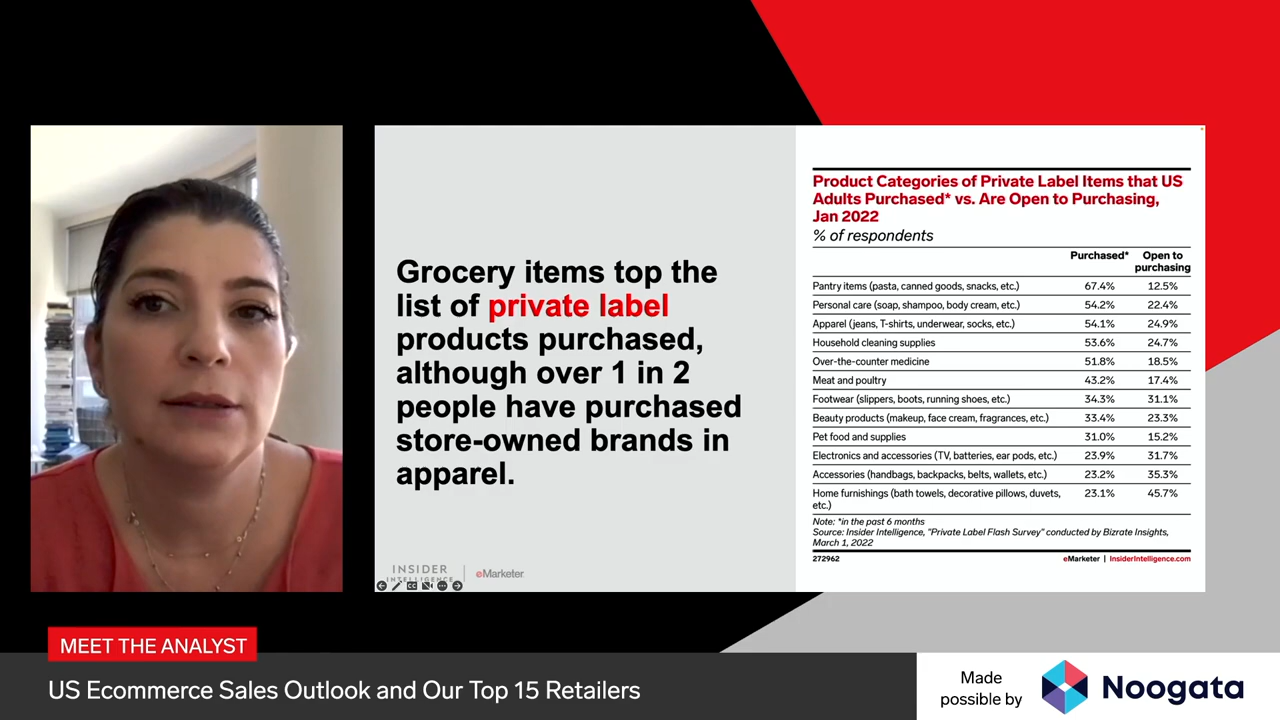 Grocery items top the
list of private label
products purchased,
although over 1 in 2
people have purchased
store-owned brands in
apparel.
INSIDER
INTELLIGENCE
eMarketer
Product Categories of Private Label Items that US
Adults Purchased* vs. Are Open to Purchasing,
Jan 2022
% of respondents
Purchased* Open to
purchasing
Pantry items (pasta, canned goods, snacks, etc.) 67.4% 12.5%
Personal care (soap, shampoo, body cream, etc.) 54.2% 22.4%
Apparel (jeans, T-shirts, underwear, socks, etc.) 54.1% 24.9%
Household cleaning supplies 53.6% 24.7%
Over-the-counter medicine 51.8% 18.5%
Meat and poultry 43.2% 17.4%
Footwear (slippers, boots, running shoes, etc.) 34.3% 31.1%
Beauty products (makeup, face cream, fragrances, etc.) 33.4% 23.3%
Pet food and supplies 31.0% 15.2%
Electronics and accessories (TV, batteries, ear pods, etc.) 23.9% 31.7%
Accessories (handbags, backpacks, belts, wallets, etc.) 23.2% 35.3%
Home furnishings (bath towels, decorative pillows, duvets, 23.1% 45.7%
etc.)
Note: *in the past 6 months
Source: Insider Intelligence, "Private Label Flash Survey" conducted by Bizrate Insights,
March 1, 2022
272962 eMarketer | InsiderIntelligence.com
MEET THE ANALYST
US Ecommerce Sales Outlook and Our Top 15 Retailers
Made
possible by
Noogata